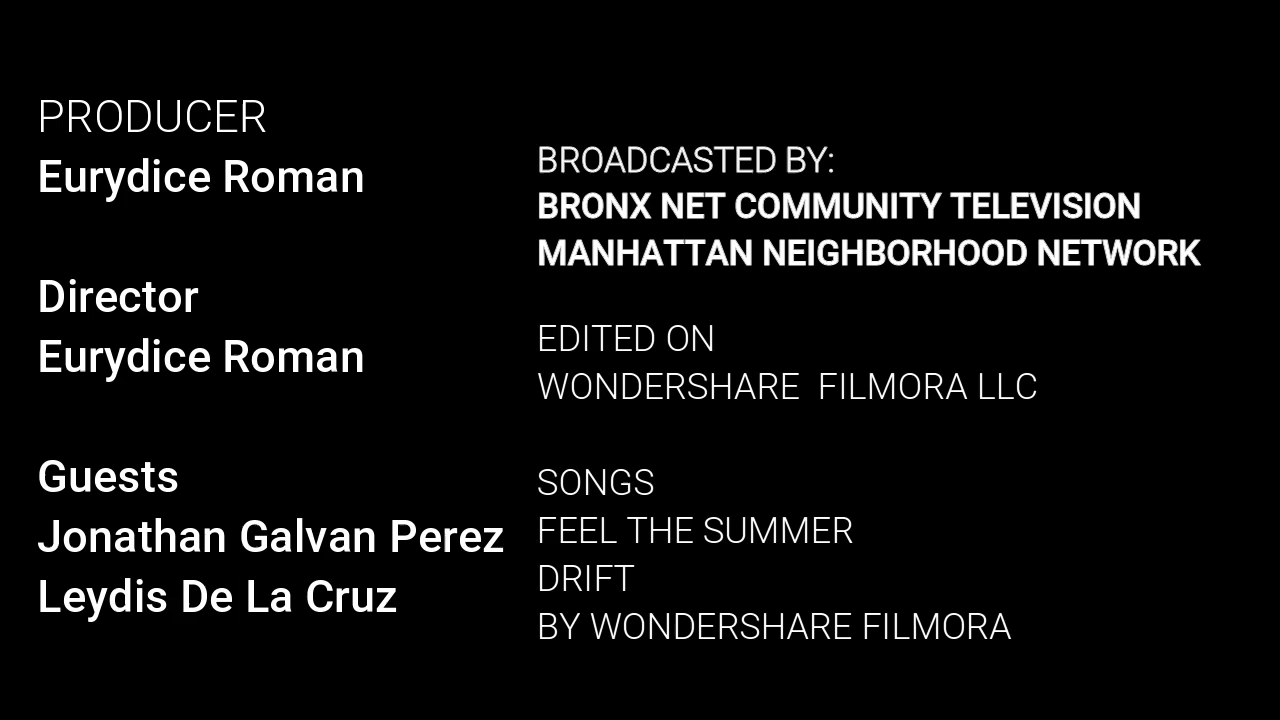 PRODUCER
Eurydice Roman
Director
Eurydice Roman
Guests
Jonathan Galvan Perez
Leydis De La Cruz
BROADCASTED BY:
BRONX NET COMMUNITY TELEVISION
MANHATTAN NEIGHBORHOOD NETWORK
EDITED ON
WONDERSHARE  FILMORA LLC
SONGS
FEEL THE SUMMER
DRIFT
BY WONDERSHARE FILMORA